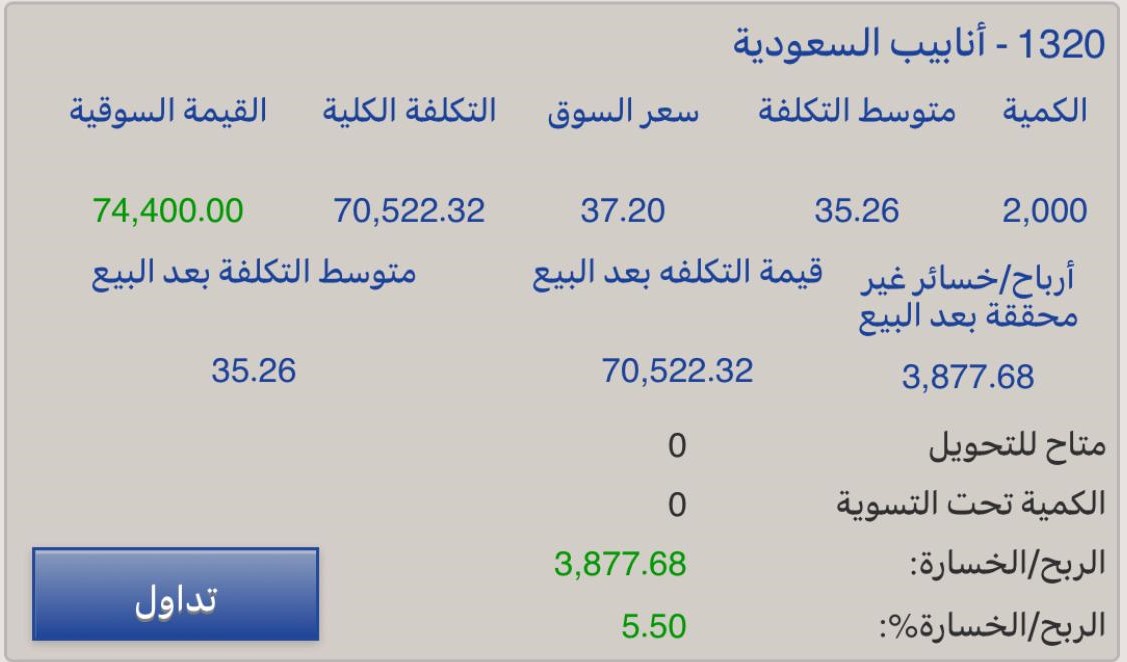 1320 - أنابيب السعودية
الكمية متوسط التكلفة سعر السوق التكلفة الكلية القيمة السوقية
2,000 35.26 37.20 70,522.32 74,400.00
أرباح/خسائر غير محققة بعد البيع قيمة التكلفه بعد البيع متوسط التكلفة بعد البيع
3,877.68 70,522.32 35.26
متاح للتحويل 0
الكمية تحت التسوية 0
الربح/الخسارة: 3,877.68
الربح/الخسارة%: 5.50
تداول